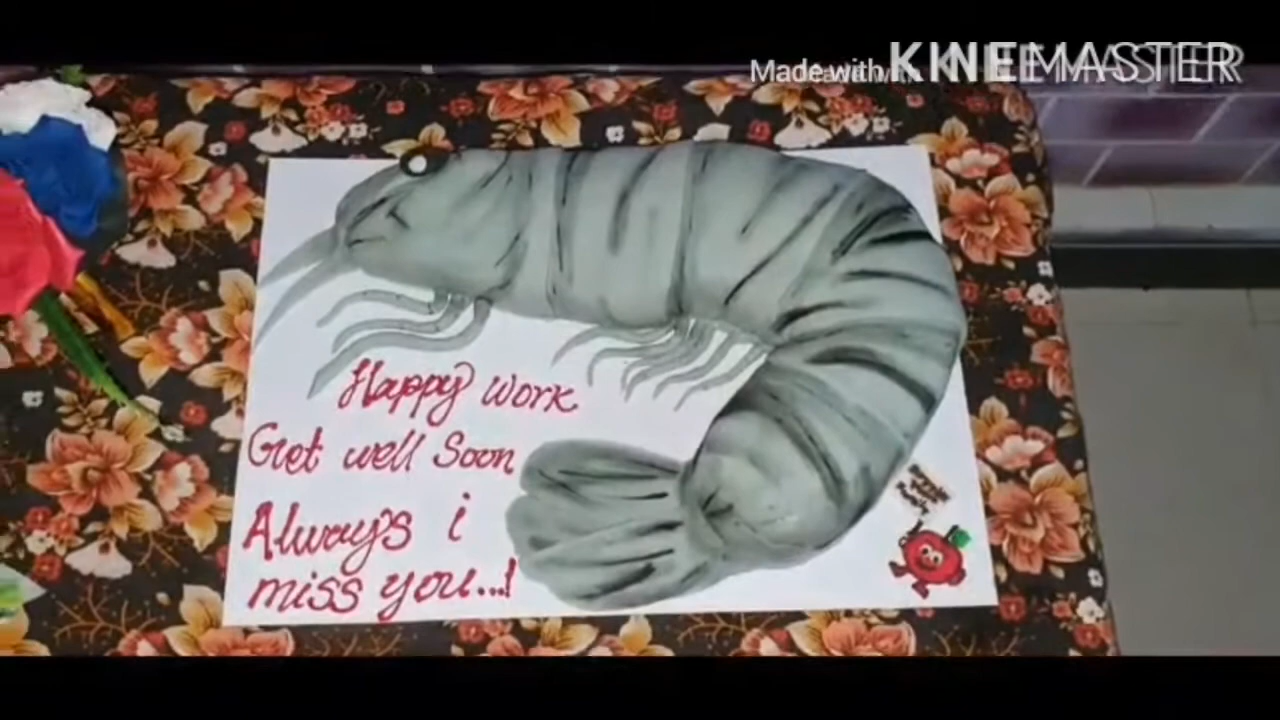 Made with KINEMASTER
Happy work
Get well Soon
Always i
miss you...!